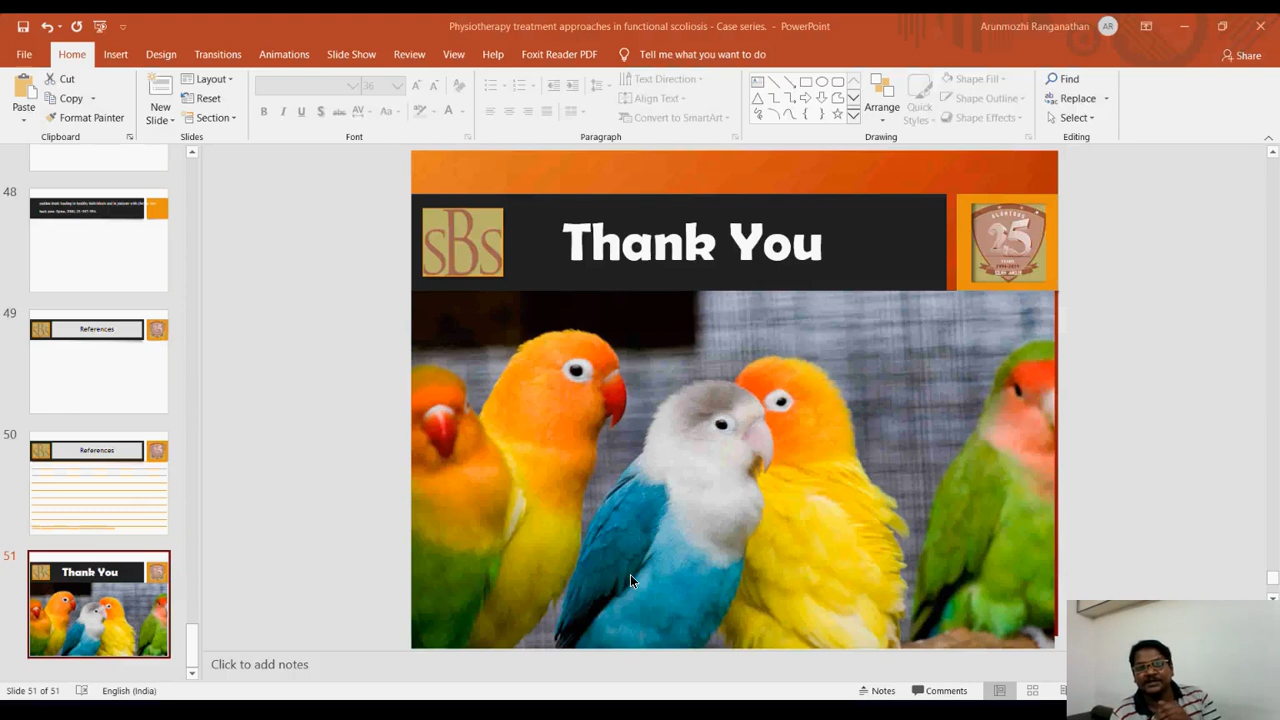 Physiotherapy treatment approaches in functional scoliosis - Case series. - PowerPoint
Arunmozhi Ranganathan
AR
File
Home
Insert
Design
Transitions
Animations
Slide Show
Review
View
Help
Foxit Reader PDF
Tell me what you want to do
Share
Paste
Cut
Copy
Format Painter
Clipboard
New
Slide
Layout
Reset
Section
Slides
36
Font
Text Direction
Align Text
Convert to SmartArt
Paragraph
Arrange
Quick
Styles
Shape Fill
Shape Outline
Shape Effects
Drawing
Find
Replace
Select
Editing
48
49
References
50
References
51
Thank You
SBS
Thank You
25
Click to add notes
Slide 51 of 51
English (India)
Notes
Comments